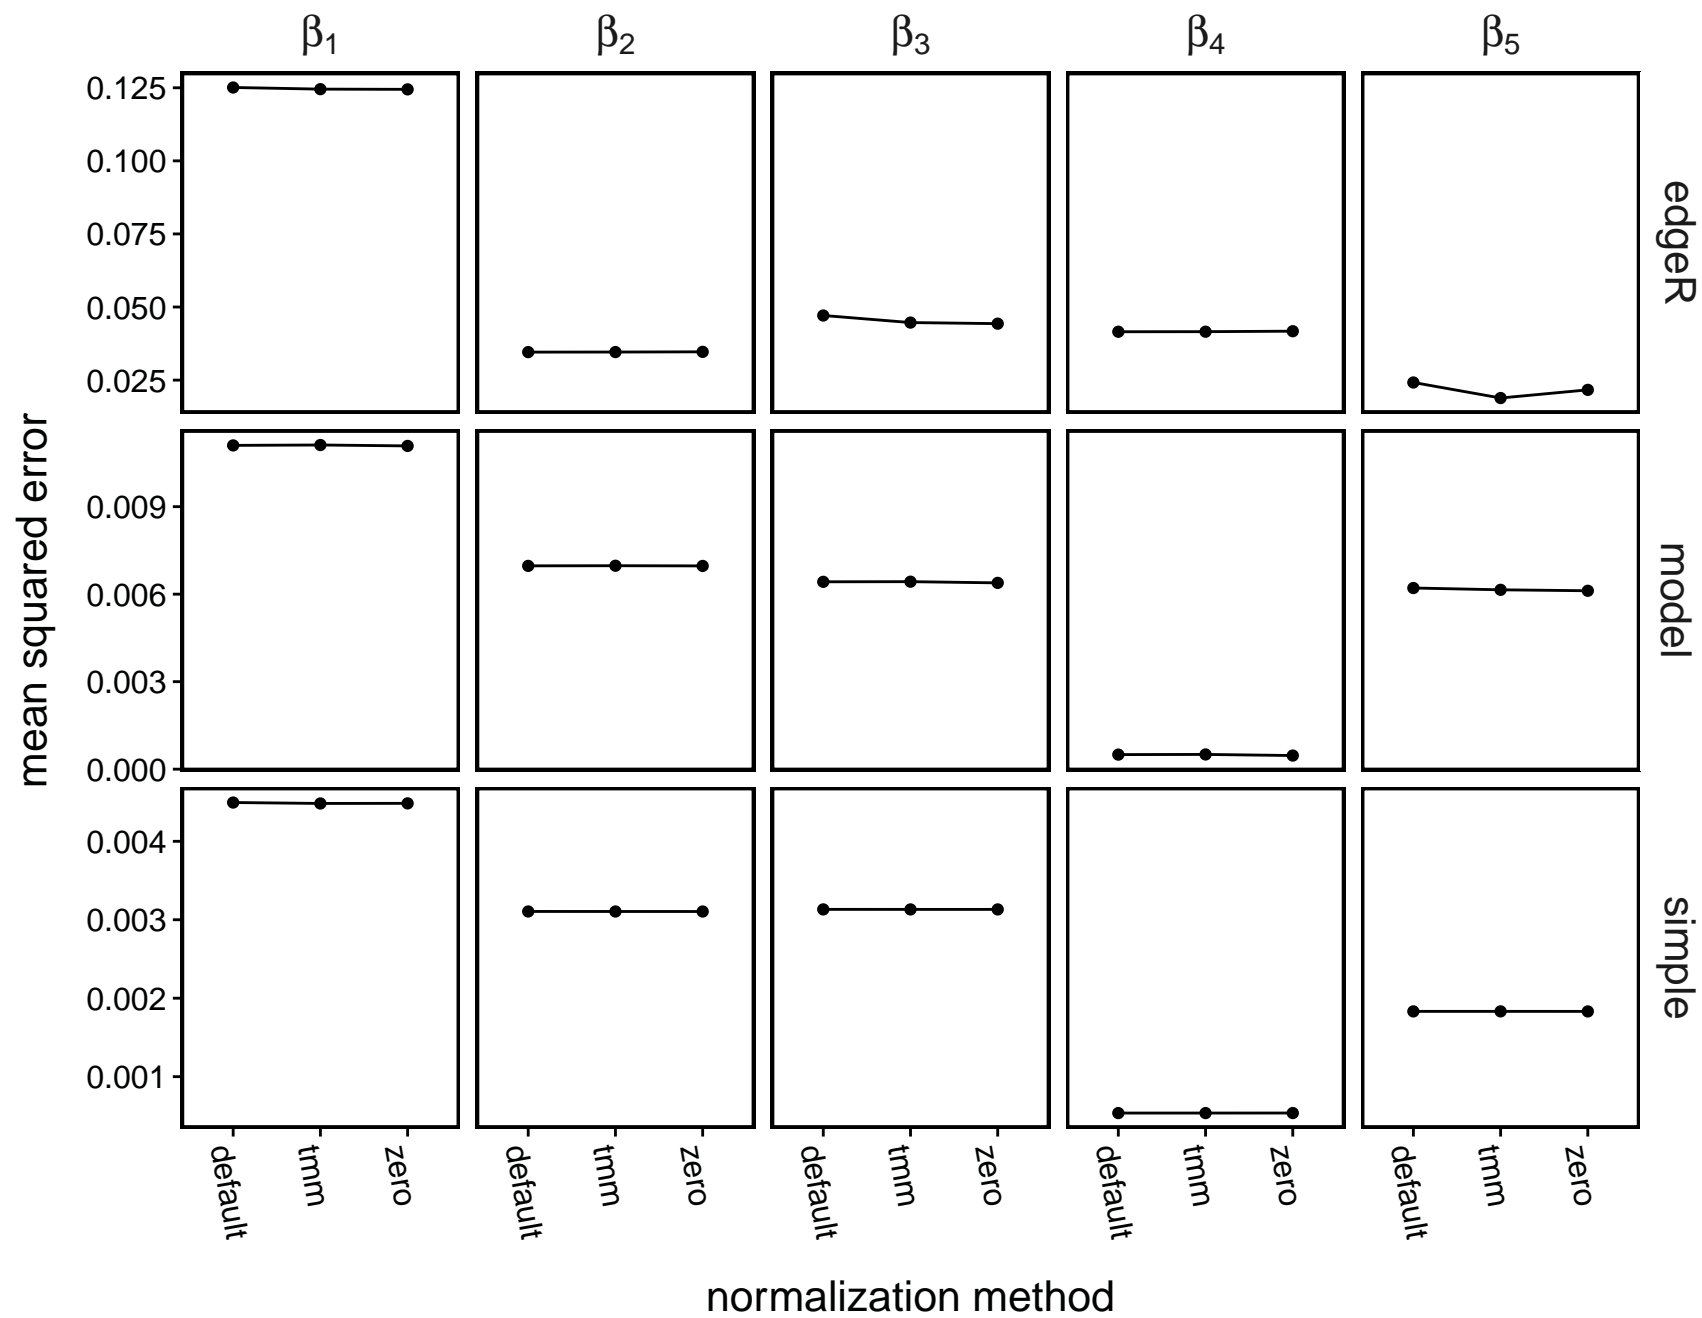 β1 β2 β3 β4 β5
0.125
0.100
0.075
0.050
0.025
edgeR
0.009
0.006
0.003
0.000
model
0.004
0.003
0.002
0.001
simple
mean squared error
default tmm zero default tmm zero default tmm zero default tmm zero default tmm zero
normalization method